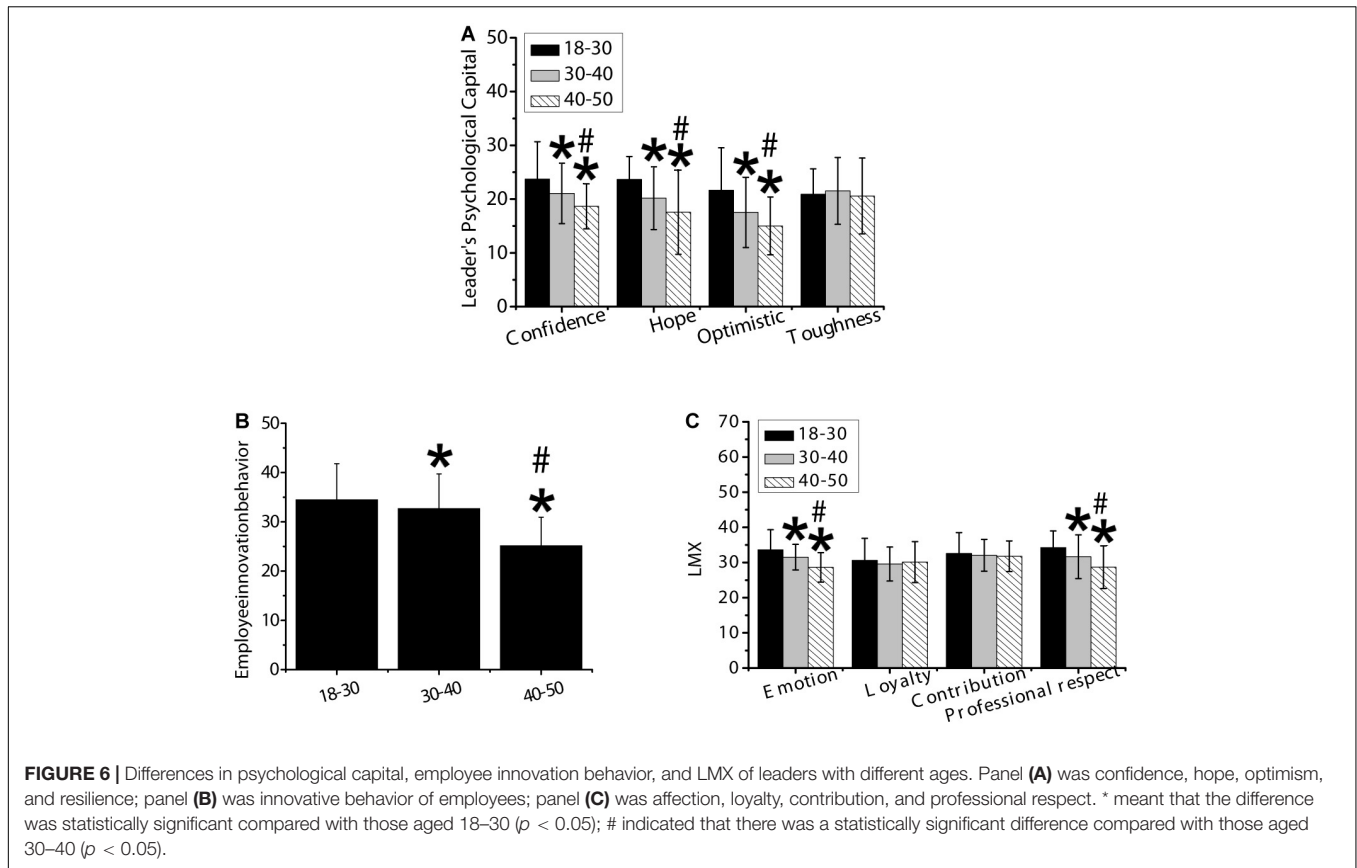 A
50
40
30
20
10
0
Leader's Psychological Capital
18-30
30-40
40-50
* # *
* # *
* # *
Confidence
Hope
Optimistic
Toughness
B
50
40
30
20
10
0
Employeeinnovationbehavior
* # *
18-30
30-40
40-50
C
70
60
50
40
30
20
10
0
LMX
18-30
30-40
40-50
* # *
* # *
Emotion
Loyalty
Contribution
Professional respect
FIGURE 6 | Differences in psychological capital, employee innovation behavior, and LMX of leaders with different ages. Panel (A) was confidence, hope, optimism,
and resilience; panel (B) was innovative behavior of employees; panel (C) was affection, loyalty, contribution, and professional respect. * meant that the difference
was statistically significant compared with those aged 18–30 (p < 0.05); # indicated that there was a statistically significant difference compared with those aged
30–40 (p < 0.05).